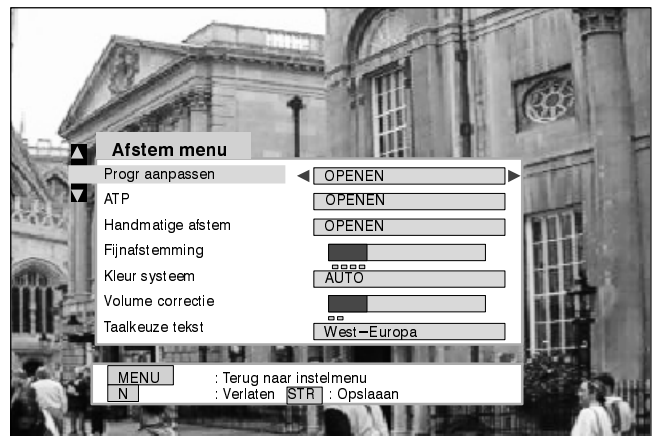 Afstem menu
Progr aanpassen OPENEN
ATP OPENEN
Handmatige afstem OPENEN
Fijnafstemming
Kleur systeem AUTO
Volume correctie
Taalkeuze tekst West-Europa
MENU : Terug naar instelmenu
N : Verlaten STR : Opslaaan